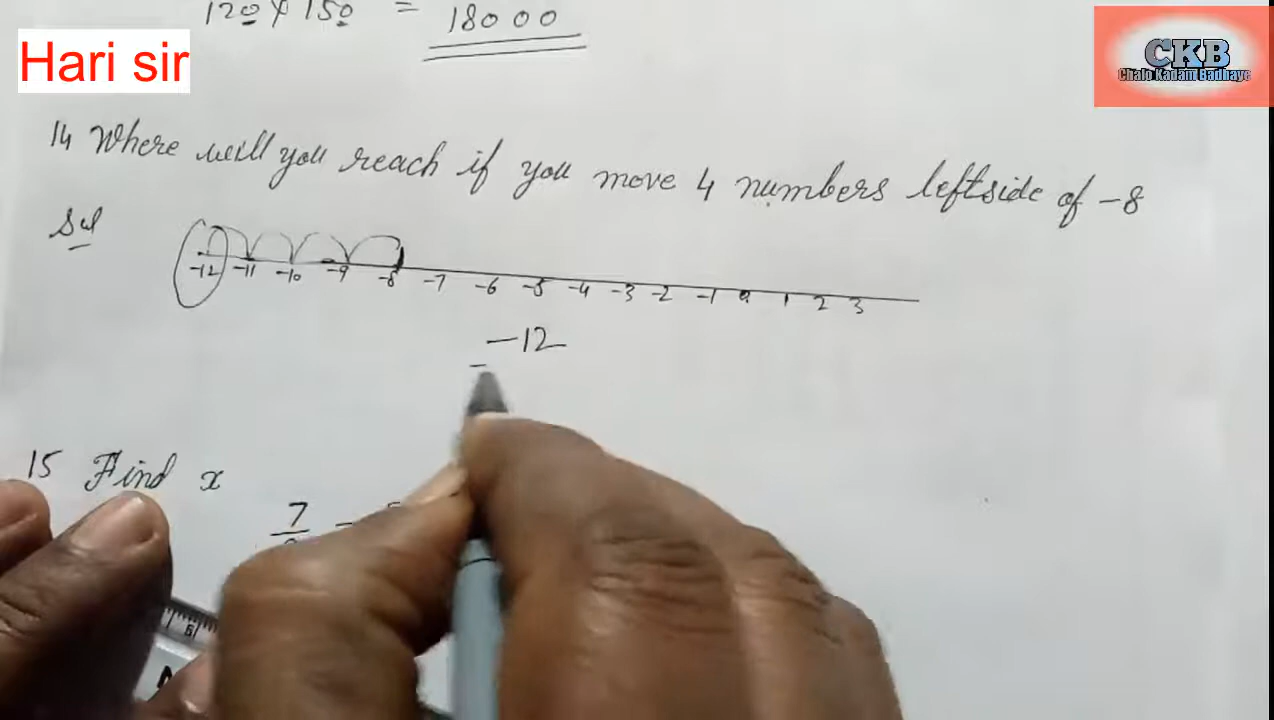 120 × 150 = 18000
Hari sir
CKB
Chalo Kadam Badhaye
14 Where will you reach if you move 4 numbers leftside of -8
Sol
-12 -11 -10 -9 -8 -7 -6 -5 -4 -3 -2 -1 0 1 2 3
-12
15 Find x
7 =